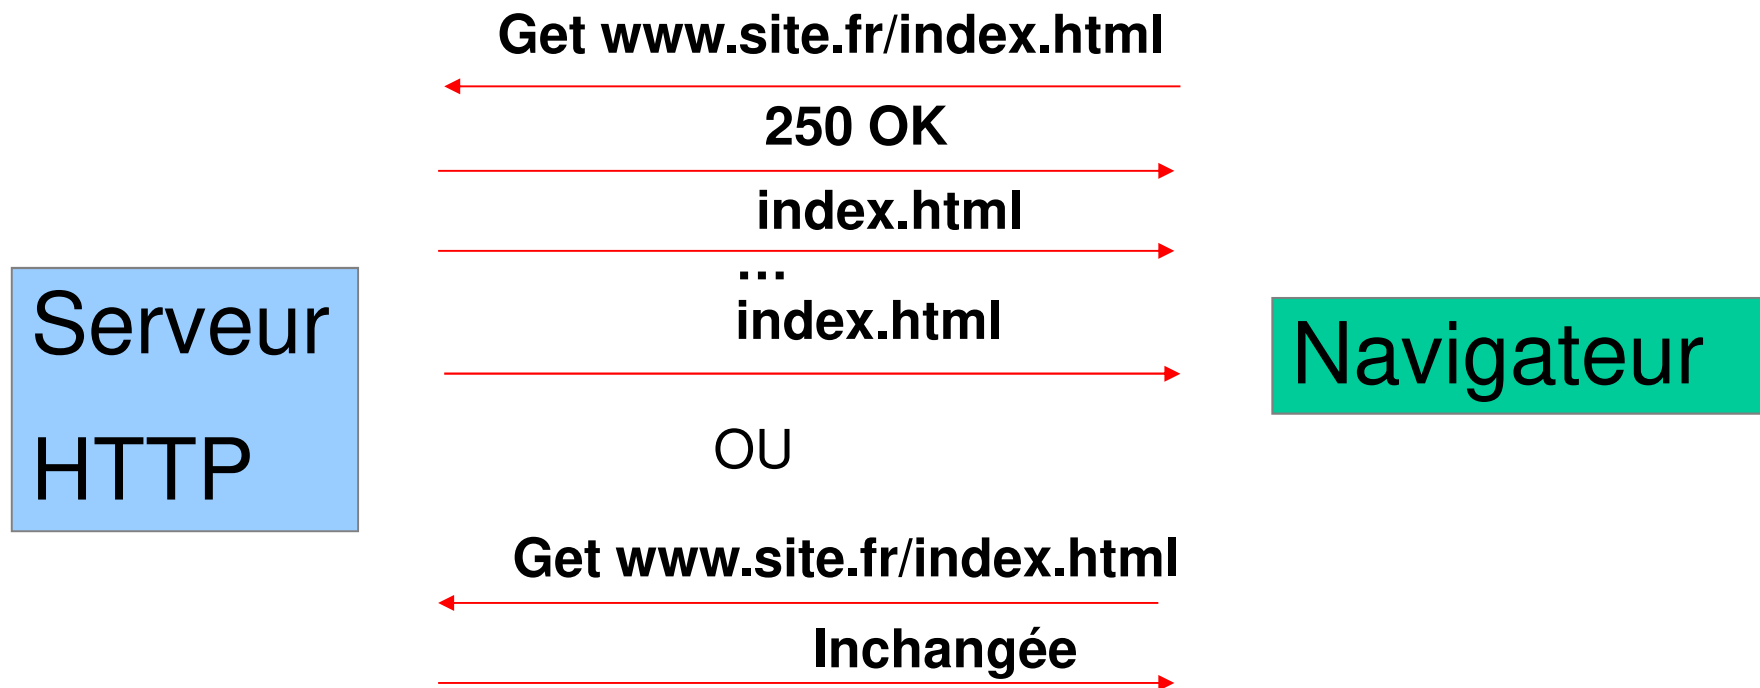 Get www.site.fr/index.html
250 OK
index.html
...
index.html
Serveur
HTTP
Navigateur
OU
Get www.site.fr/index.html
Inchangée